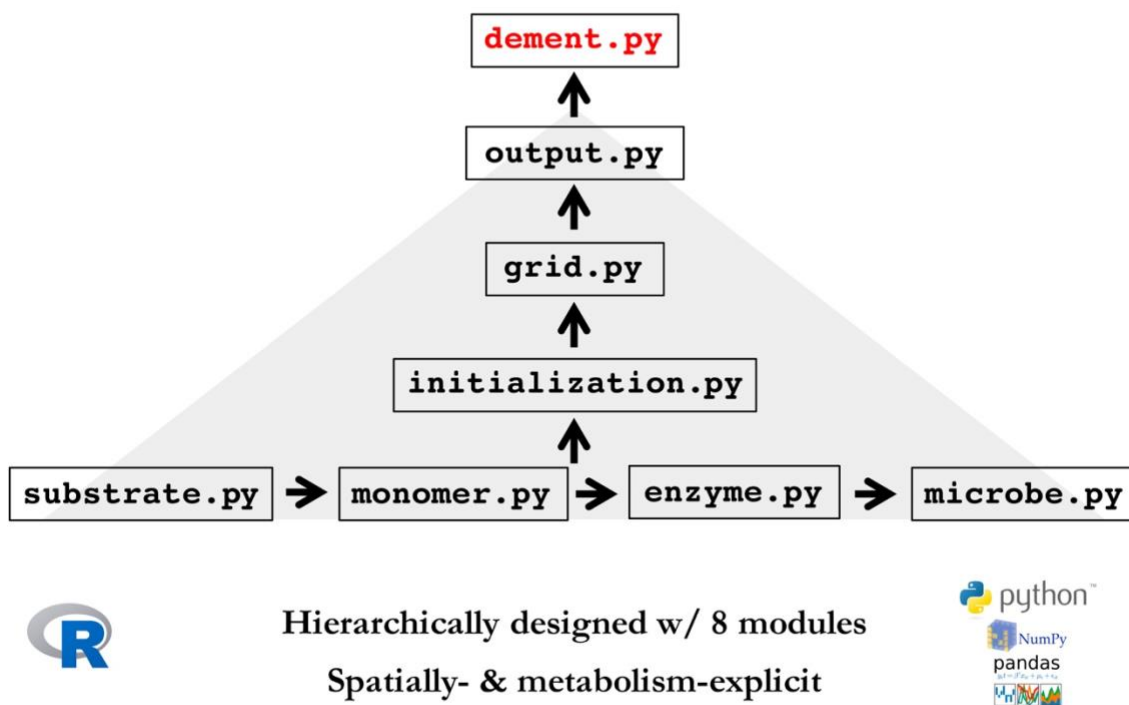 dement.py
output.py
grid.py
initialization.py
substrate.py monomer.py enzyme.py microbe.py
R
Hierarchically designed w/ 8 modules
Spatially- & metabolism-explicit
python™
NumPy
pandas